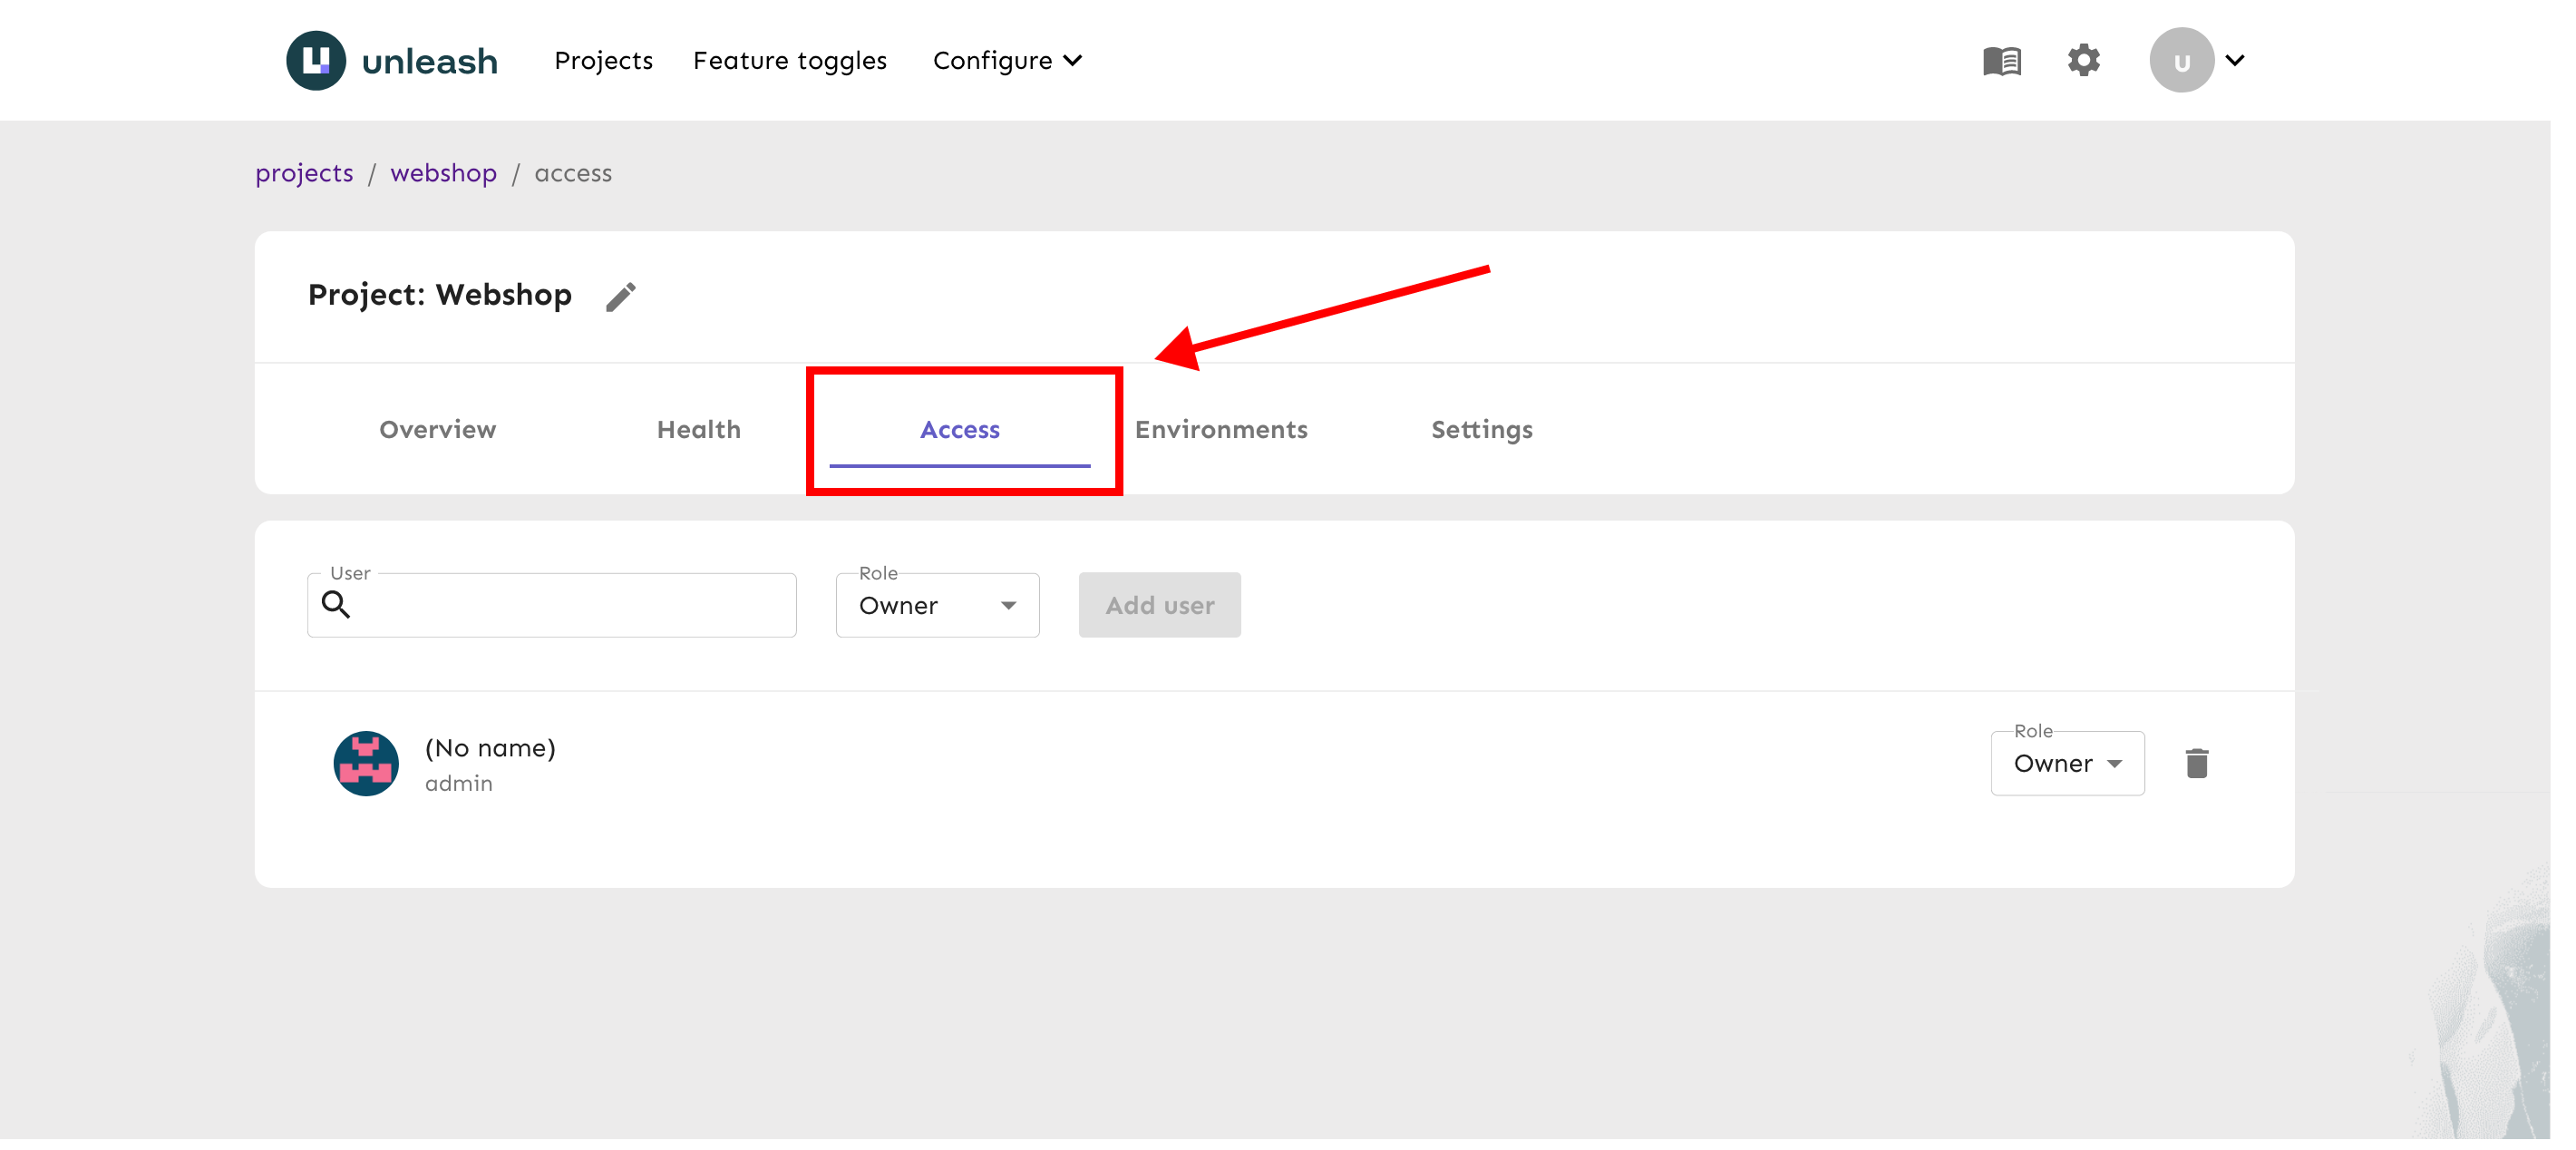 unleash Projects Feature toggles Configure u
projects / webshop / access
Project: Webshop
Overview Health Access Environments Settings
User Role
Owner Add user
(No name) Role
admin Owner